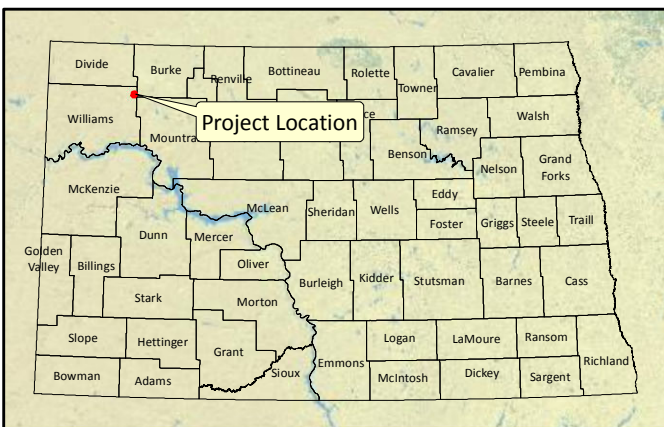 Divide
Burke
Renville
Bottineau
Rolette
Towner
Cavalier
Pembina
Williams
Project Location
Mountra
ce
Ramsey
Walsh
Benson
Nelson
Grand
Forks
McKenzie
McLean
Sheridan
Wells
Eddy
Foster
Griggs
Steele
Traill
Dunn
Mercer
Golden
Valley
Billings
Oliver
Burleigh
Kidder
Stutsman
Barnes
Cass
Stark
Morton
Slope
Hettinger
Grant
Sioux
Emmons
Logan
LaMoure
Ransom
Richland
Bowman
Adams
McIntosh
Dickey
Sargent